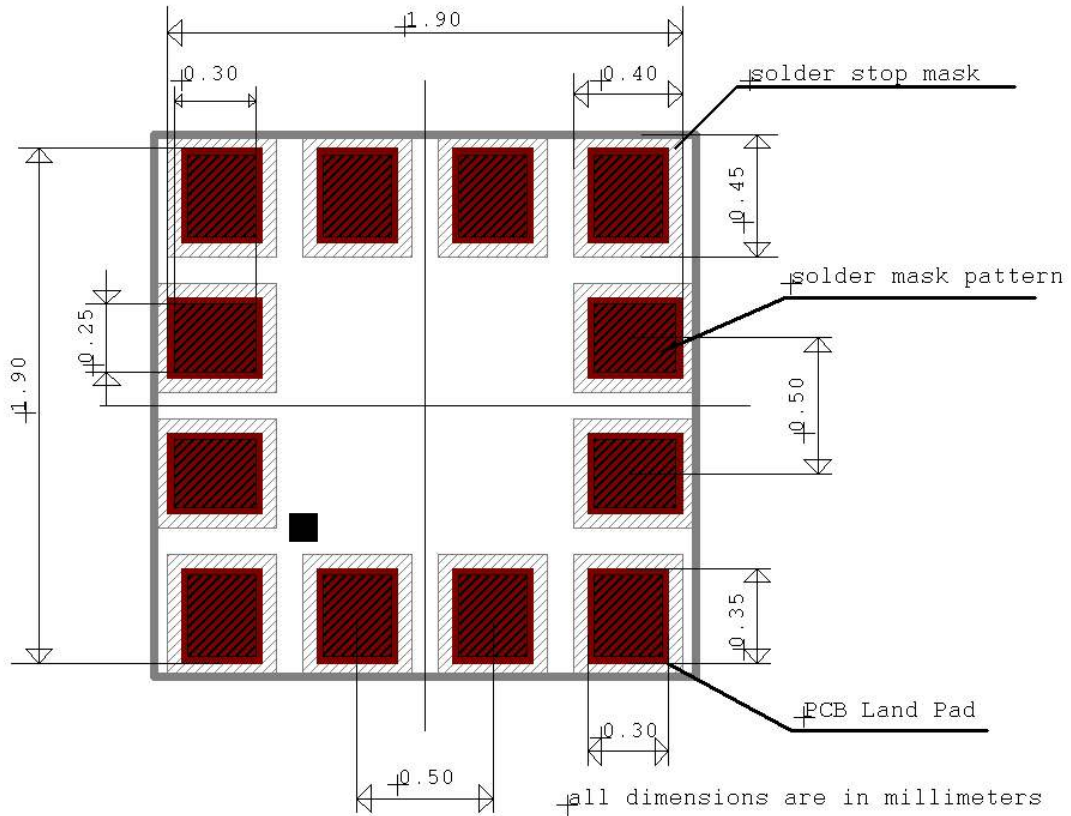 1.90
0.30
0.40
solder stop mask
0.45
solder mask pattern
0.25
1.90
0.50
0.35
PCB Land Pad
0.30
0.50
all dimensions are in millimeters